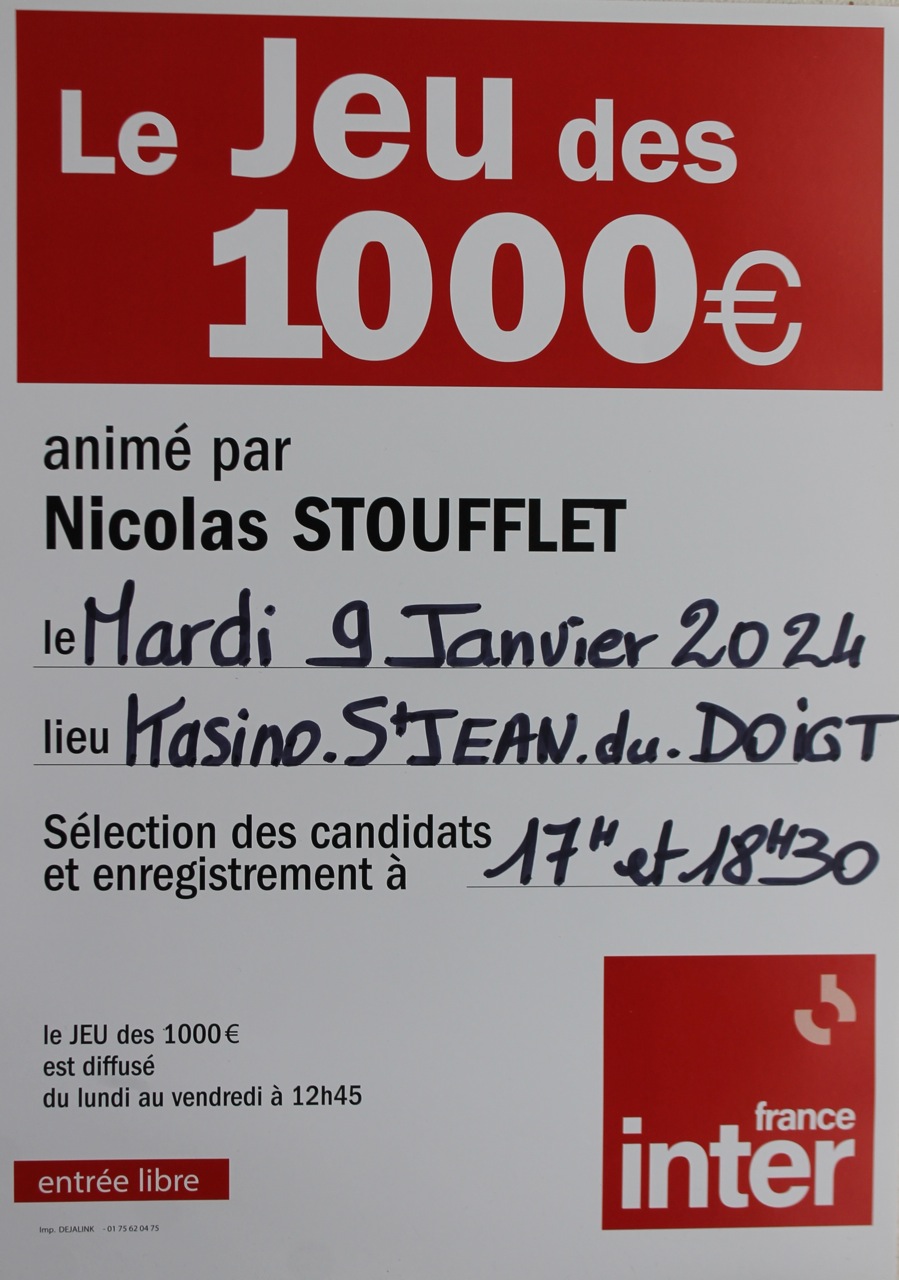 Le Jeu des
1000€
animé par
Nicolas STOUFFLET
le Mardi 9 Janvier 2024
lieu Kasino.St JEAN.du.DOiGT
Sélection des candidats
et enregistrement à 17H et 18H30
le JEU des 1000€
est diffusé
du lundi au vendredi à 12h45
france
inter
entrée libre
Imp. DEJALINK - 01 75 62 04 75